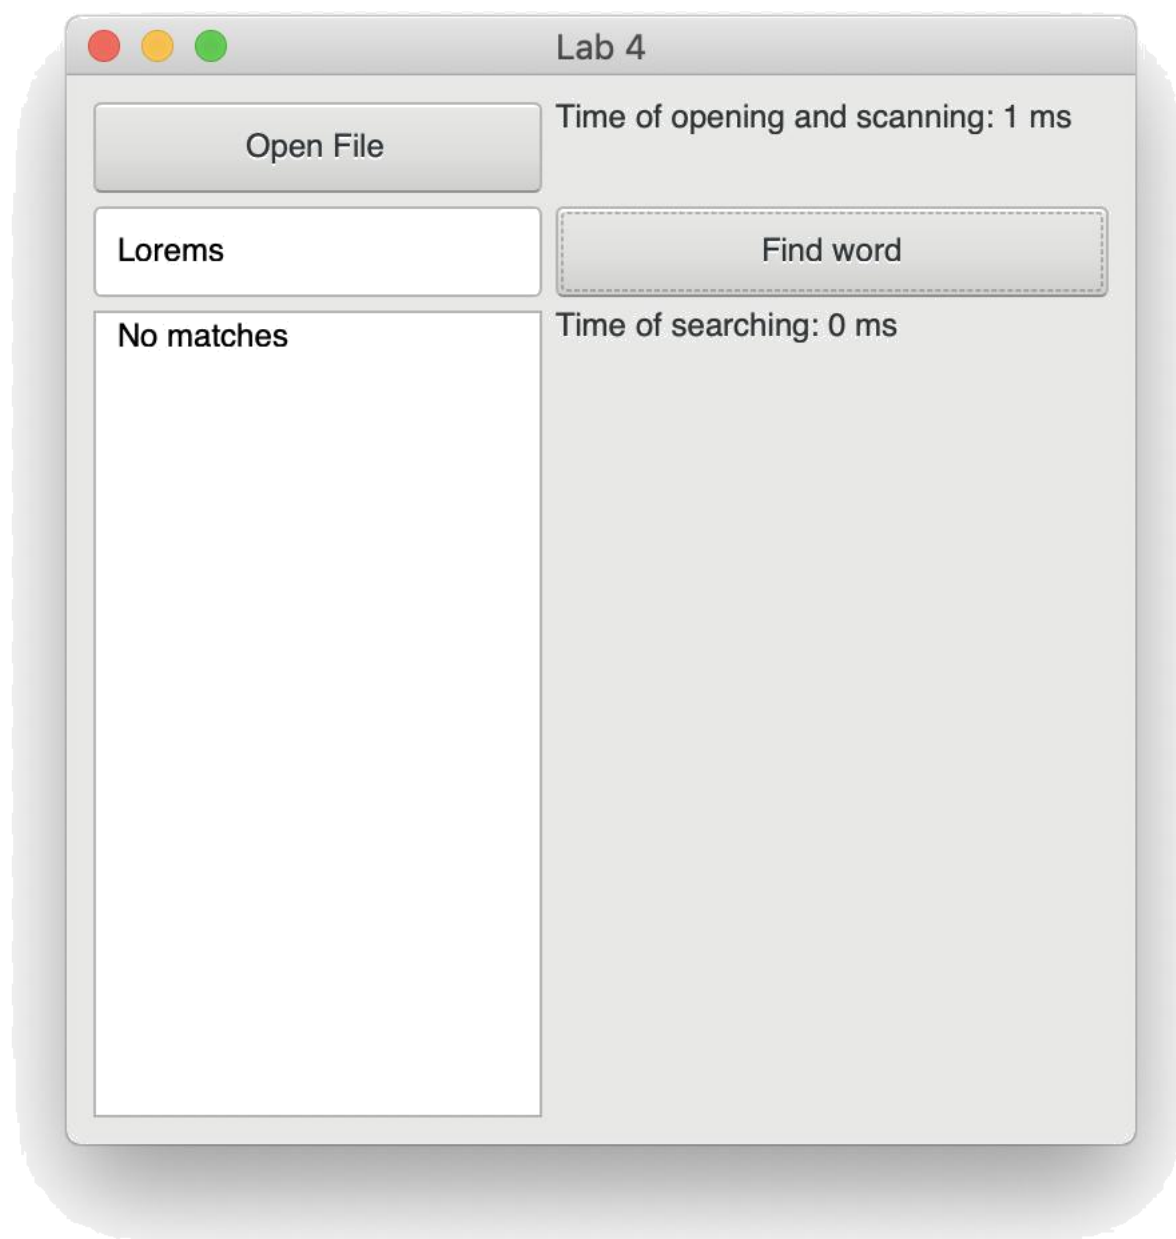 Lab 4
Open File
Time of opening and scanning: 1 ms
Lorems
Find word
No matches
Time of searching: 0 ms